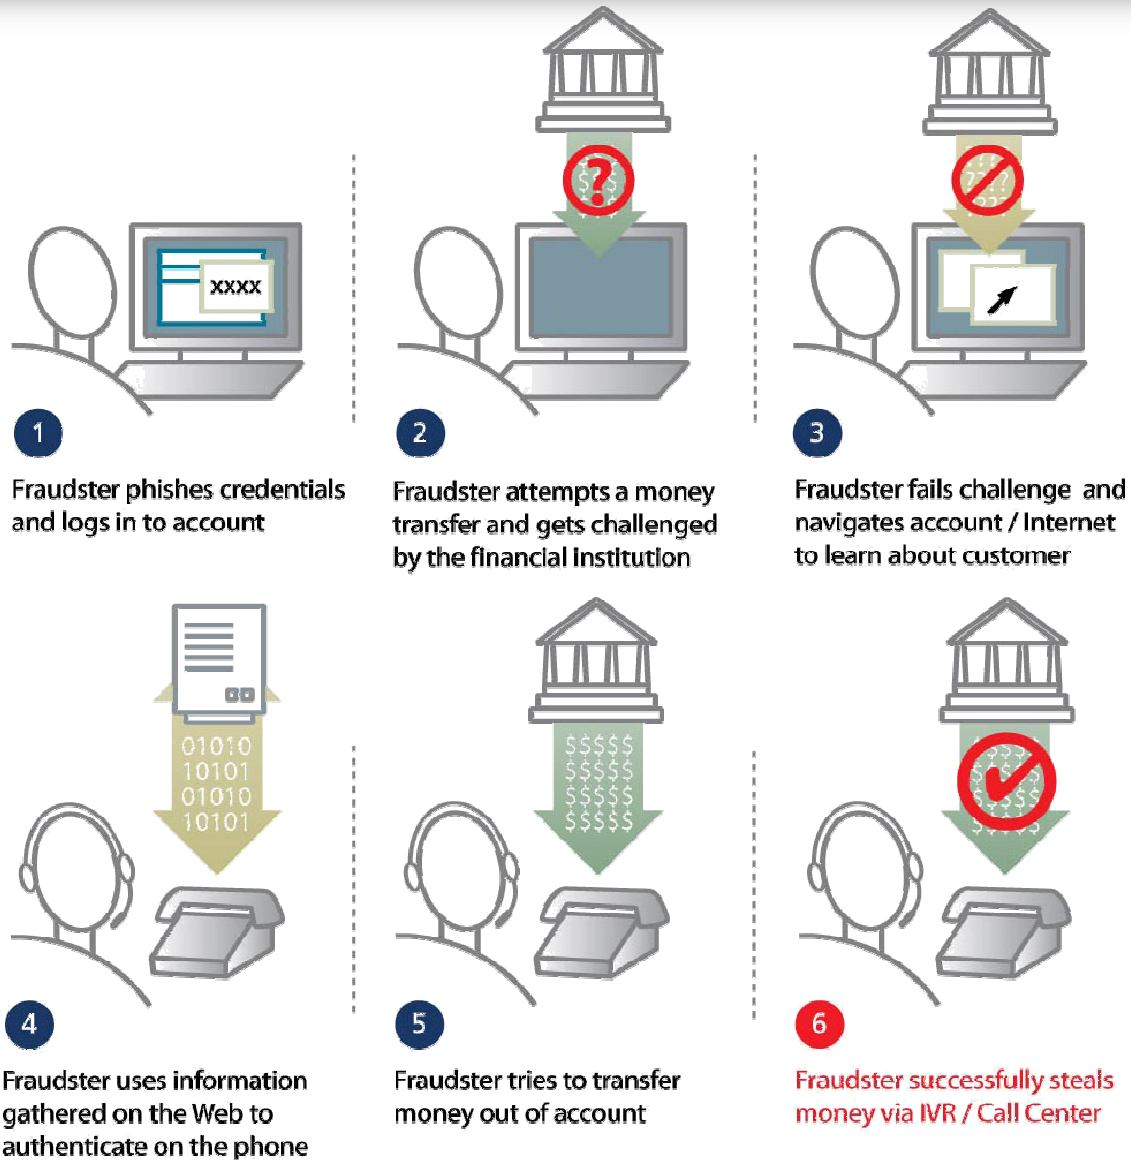 ?
$$$
$$$
????
???
XXXX
1
2
3
Fraudster phishes credentials
and logs in to account
Fraudster attempts a money
transfer and gets challenged
by the financial institution
Fraudster fails challenge and
navigates account / Internet
to learn about customer
01010
10101
01010
10101
$$$$$
$$$$$
$$$$$
$$$$$
4
5
6
Fraudster uses information
gathered on the Web to
authenticate on the phone
Fraudster tries to transfer
money out of account
Fraudster successfully steals
money via IVR / Call Center